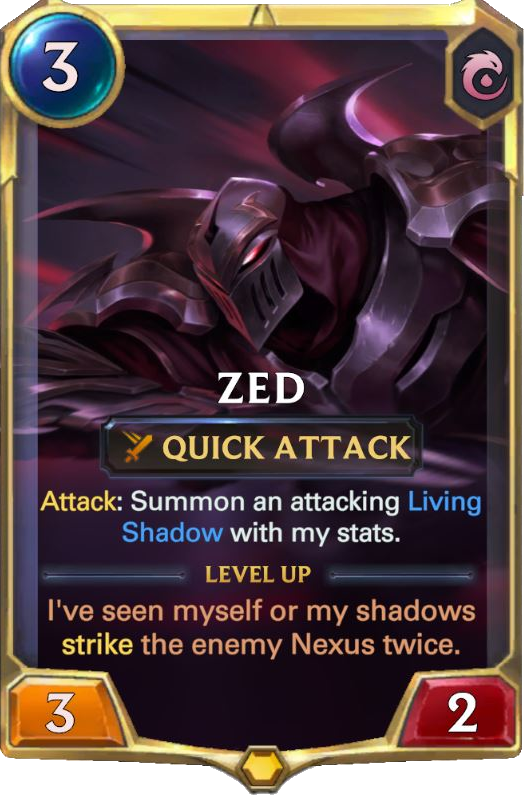 3
ZED
QUICK ATTACK
Attack: Summon an attacking Living
Shadow with my stats.
LEVEL UP
I've seen myself or my shadows
strike the enemy Nexus twice.
3
2